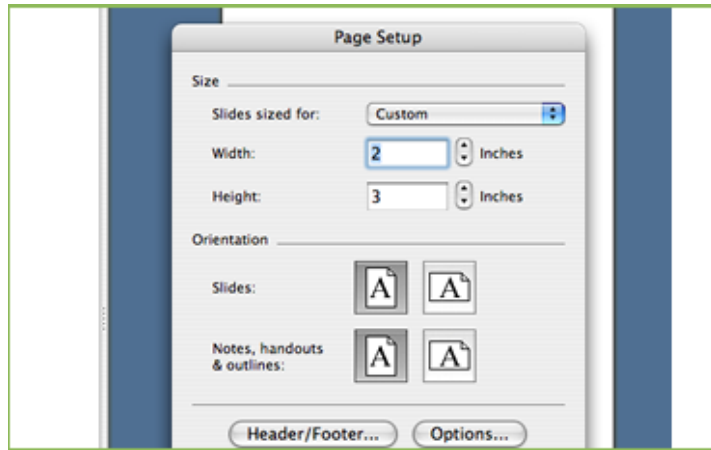 Page Setup
Size
Slides sized for: Custom
Width: 2 Inches
Height: 3 Inches
Orientation
Slides: A A
Notes, handouts
& outlines: A A
Header/Footer... Options...